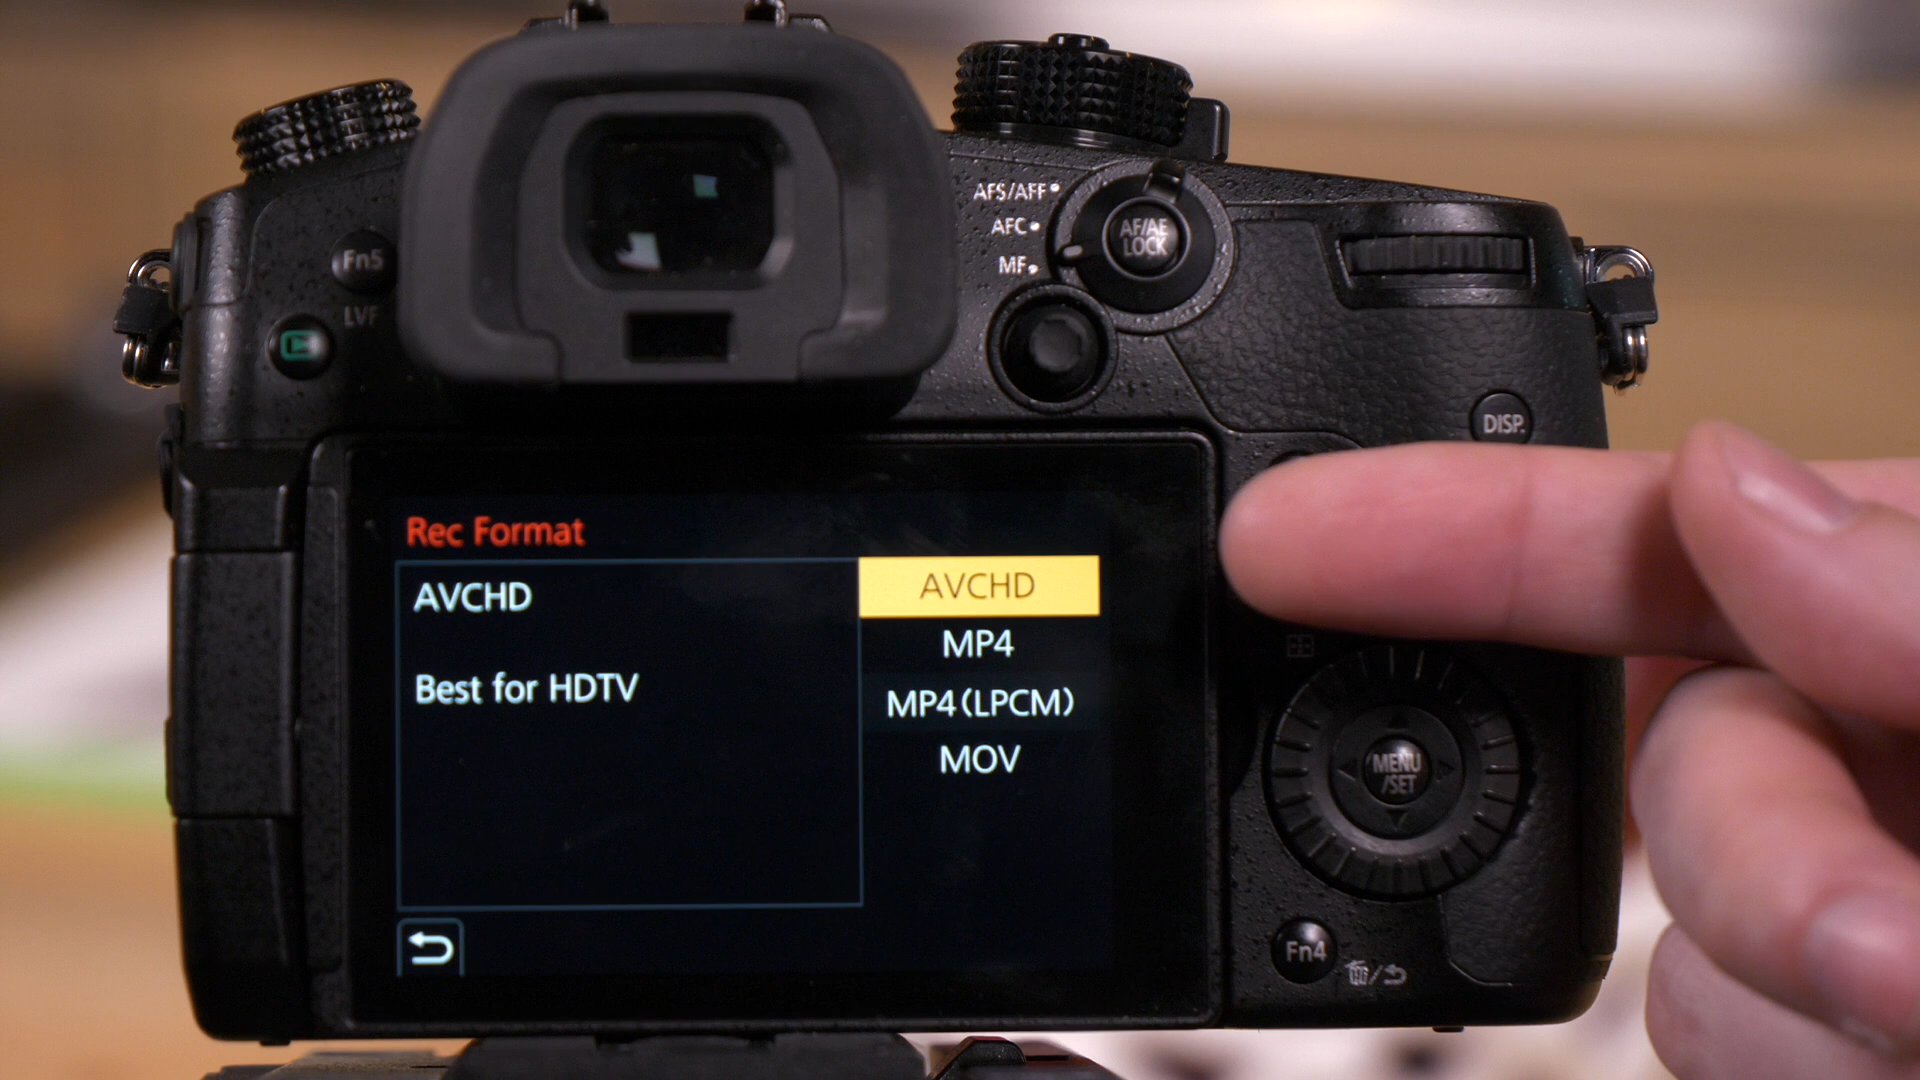 AFS/AFF
AFC
MF
AF/AE
LOCK
Fn5
LVF
DISP.
Rec Format
AVCHD
Best for HDTV
AVCHD
MP4
MP4(LPCM)
MOV
MENU
/SET
Fn4